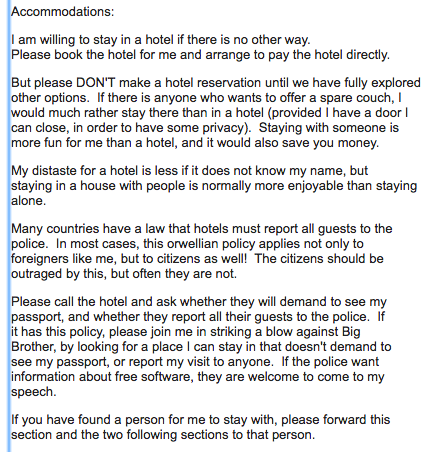 Accommodations:
I am willing to stay in a hotel if there is no other way.
Please book the hotel for me and arrange to pay the hotel directly.
But please DON'T make a hotel reservation until we have fully explored
other options.  If there is anyone who wants to offer a spare couch, I
would much rather stay there than in a hotel (provided I have a door I
can close, in order to have some privacy).  Staying with someone is
more fun for me than a hotel, and it would also save you money.
My distaste for a hotel is less if it does not know my name, but
staying in a house with people is normally more enjoyable than staying
alone.
Many countries have a law that hotels must report all guests to the
police.  In most cases, this orwellian policy applies not only to
foreigners like me, but to citizens as well!  The citizens should be
outraged by this, but often they are not.
Please call the hotel and ask whether they will demand to see my
passport, and whether they report all their guests to the police.  If
it has this policy, please join me in striking a blow against Big
Brother, by looking for a place I can stay in that doesn't demand to
see my passport, or report my visit to anyone.  If the police want
information about free software, they are welcome to come to my
speech.
If you have found a person for me to stay with, please forward this
section and the two following sections to that person.